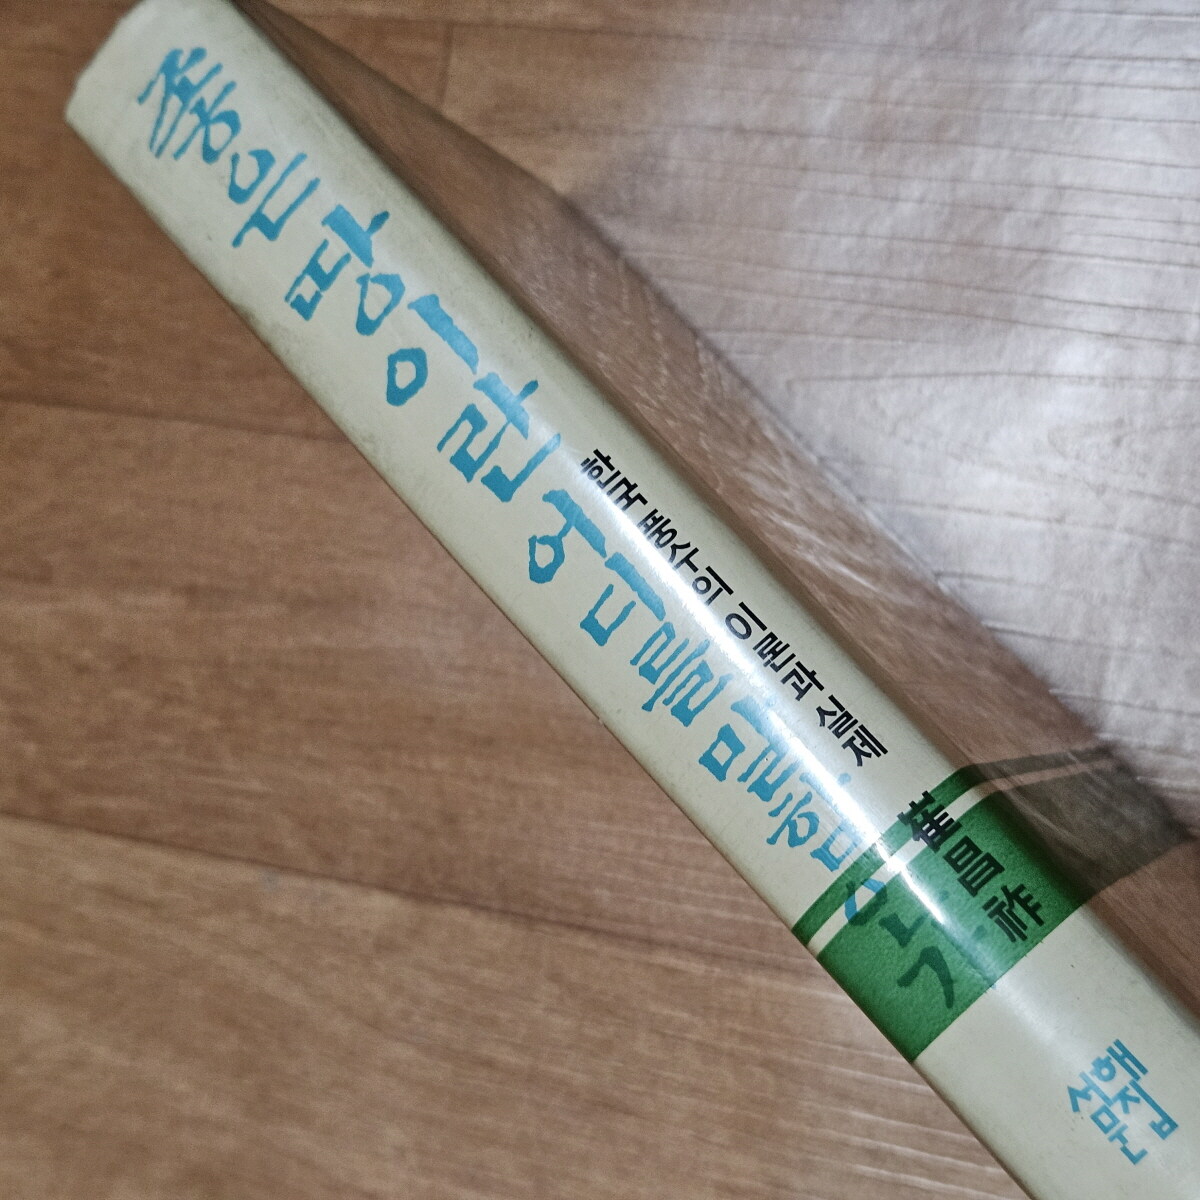 좋은 땅이란 어디를 말함인가
한국 풍수의 이론과 실제
崔昌祚
서해
문집